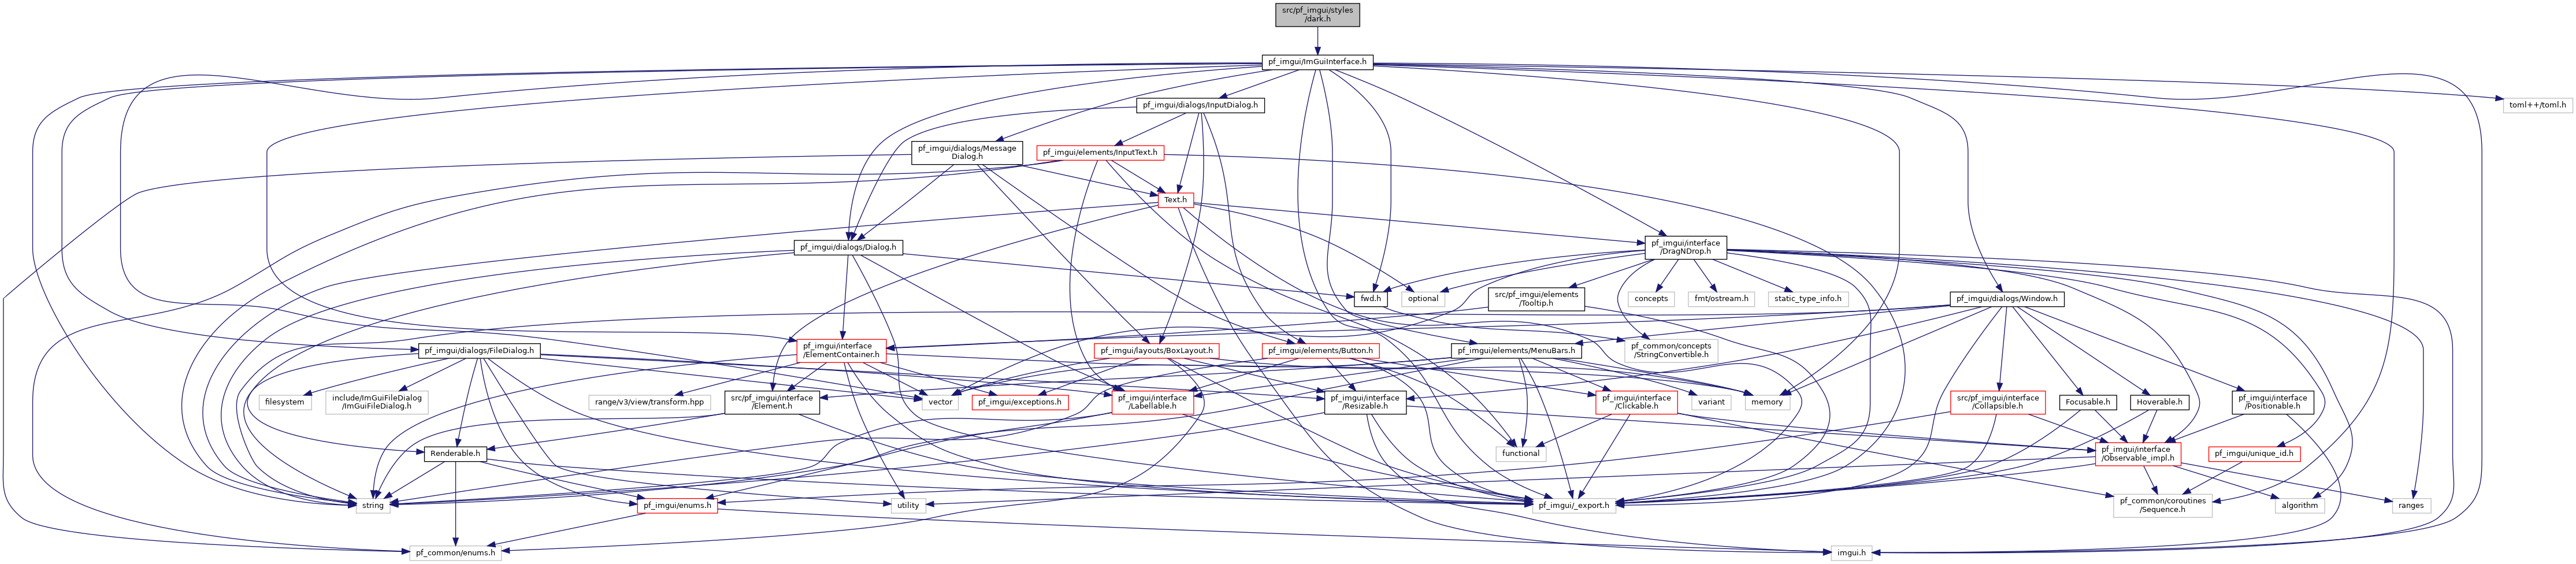 src/pf_imgui/styles
/dark.h
pf_imgui/ImGuiInterface.h
toml++/toml.h
pf_imgui/dialogs/InputDialog.h
pf_imgui/dialogs/Message
Dialog.h
pf_imgui/elements/InputText.h
Text.h
pf_imgui/dialogs/Dialog.h
pf_imgui/interface
/DragNDrop.h
fwd.h
optional
src/pf_imgui/elements
/Tooltip.h
concepts
fmt/ostream.h
static_type_info.h
pf_imgui/dialogs/Window.h
pf_imgui/dialogs/FileDialog.h
pf_imgui/interface
/ElementContainer.h
pf_imgui/layouts/BoxLayout.h
pf_imgui/elements/Button.h
pf_imgui/elements/MenuBars.h
pf_common/concepts
/StringConvertible.h
filesystem
include/ImGuiFileDialog
/ImGuiFileDialog.h
range/v3/view/transform.hpp
src/pf_imgui/interface
/Element.h
vector
pf_imgui/exceptions.h
pf_imgui/interface
/Labellable.h
pf_imgui/interface
/Resizable.h
pf_imgui/interface
/Clickable.h
variant
memory
src/pf_imgui/interface
/Collapsible.h
Focusable.h
Hoverable.h
pf_imgui/interface
/Positionable.h
Renderable.h
functional
pf_imgui/interface
/Observable_impl.h
pf_imgui/unique_id.h
string
pf_imgui/enums.h
utility
pf_imgui/_export.h
pf_common/coroutines
/Sequence.h
algorithm
ranges
pf_common/enums.h
imgui.h